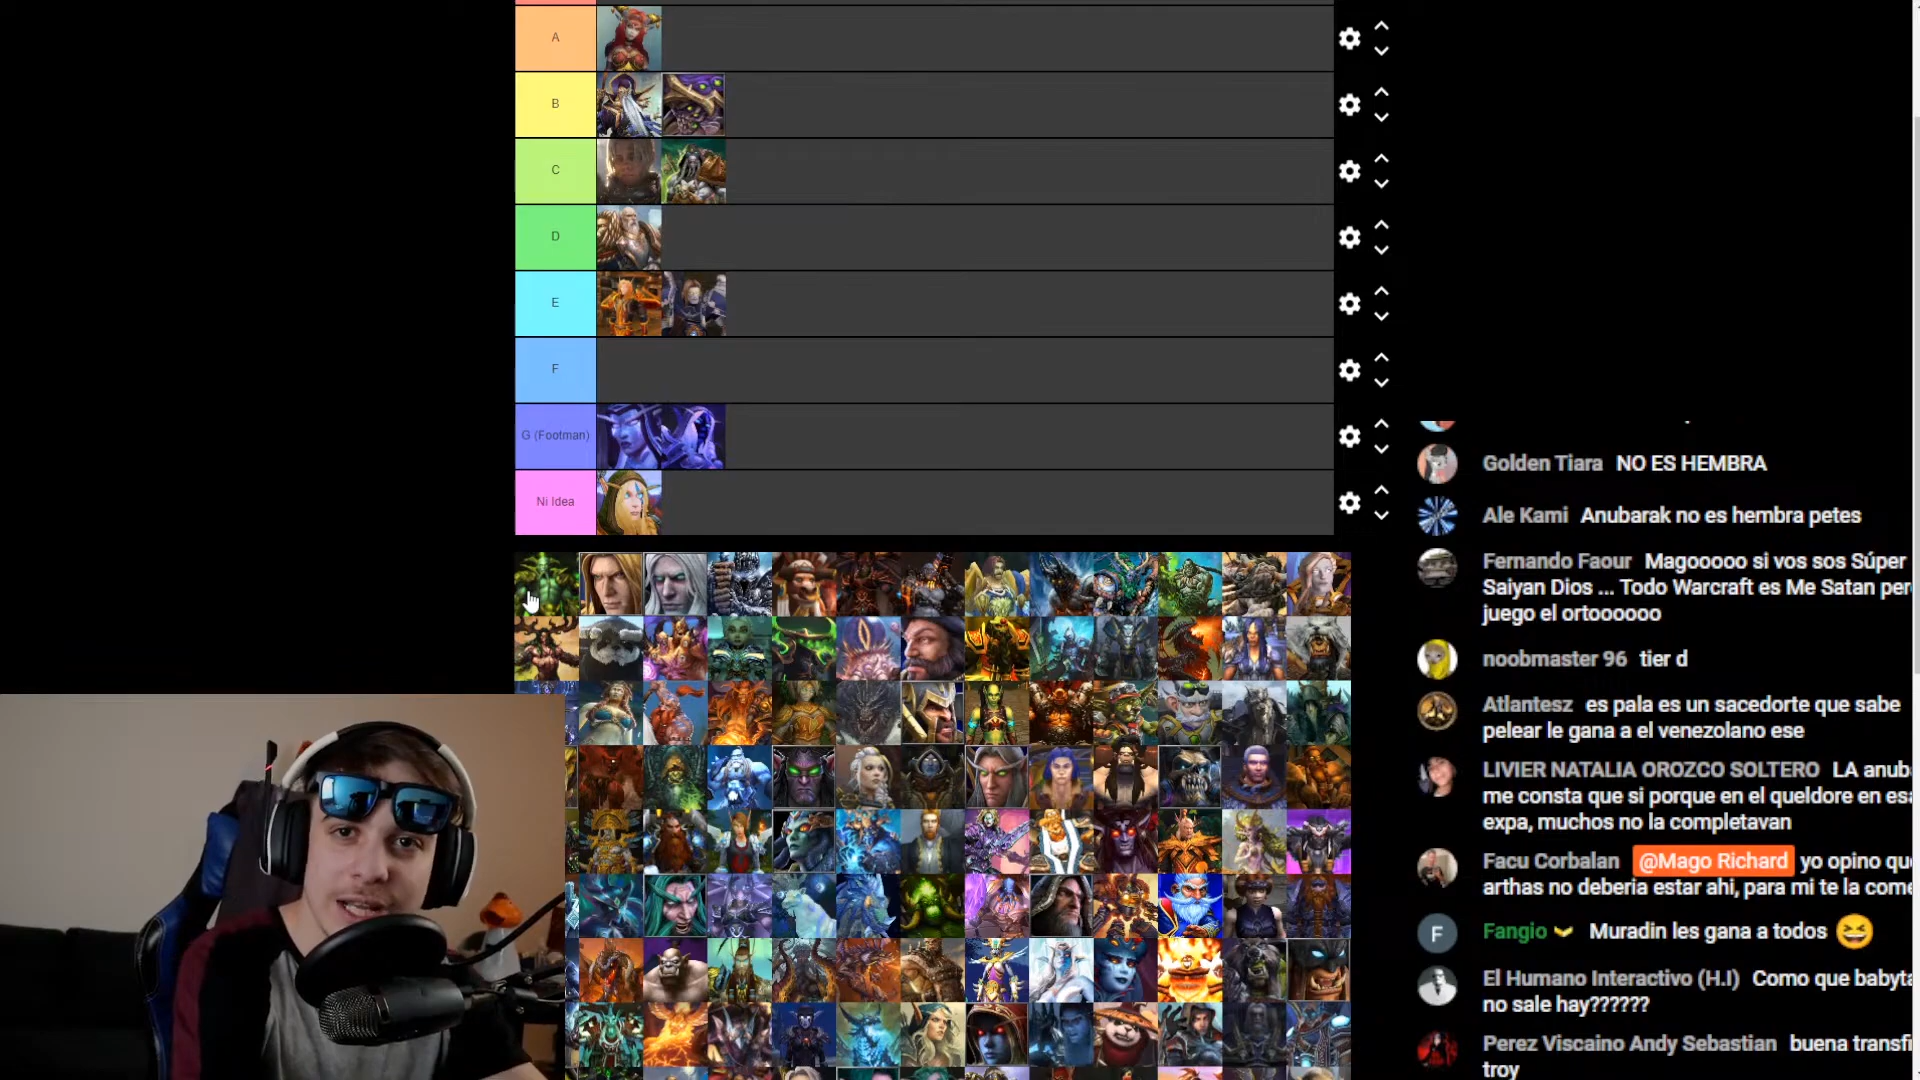 A
B
C
D
E
F
G (Footman)
Ni Idea
Golden Tiara NO ES HEMBRA
Ale Kami Anubarak no es hembra petes
Fernando Faour Magooooo si vos sos Súper
Saiyan Dios ... Todo Warcraft es Me Satan per
juego el ortoooooo
noobmaster 96 tier d
Atlantesz es pala es un sacedorte que sabe
pelear le gana a el venezolano ese
LIVIER NATALIA OROZCO SOLTERO LA anub
me consta que si porque en el queldore en esa
expa, muchos no la completavan
Facu Corbalan @Mago Richard yo opino que
arthas no deberia estar ahi, para mi te la come
F Fangio Muradin les gana a todos
El Humano Interactivo (H.I) Como que babyta
no sale hay??????
Perez Viscaino Andy Sebastian buena transfi
troy